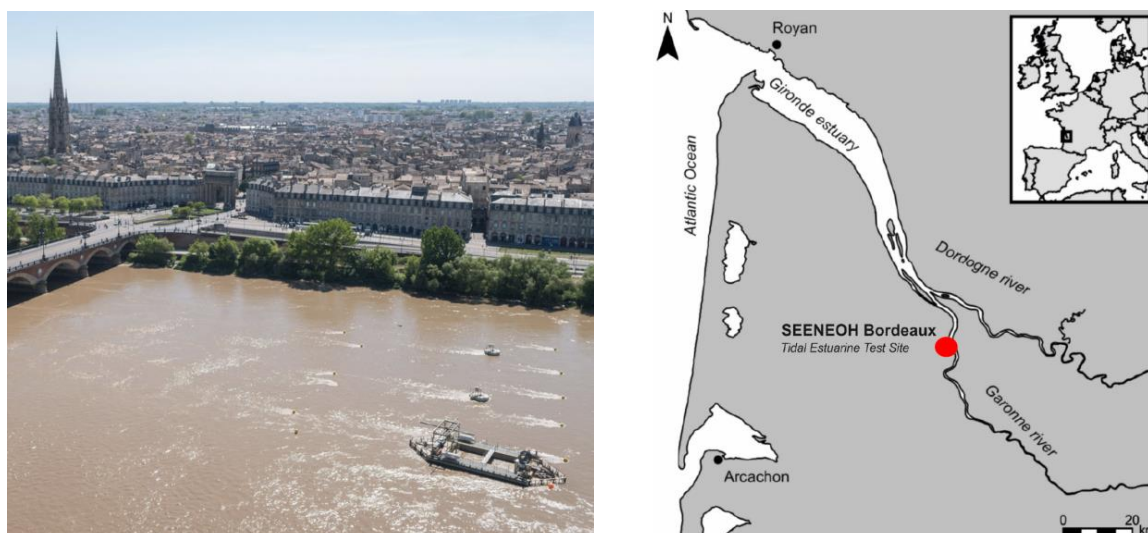 N
Royan
Gironde estuary
Atlantic Ocean
Dordogne river
SEENEOH Bordeaux
Tidal Estuarine Test Site
Garonne river
Arcachon
0 20